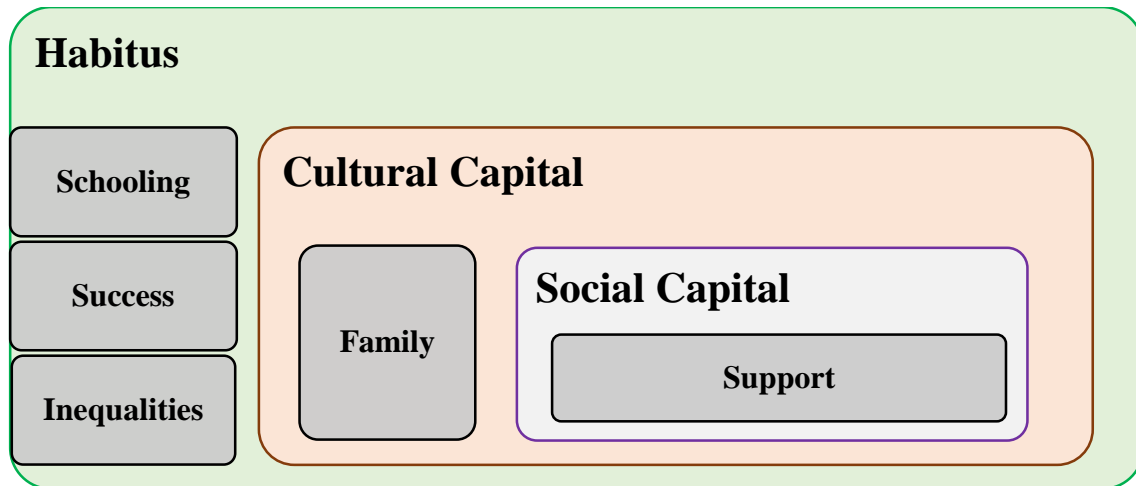 Habitus
Schooling
Success
Inequalities
Cultural Capital
Family
Social Capital
Support